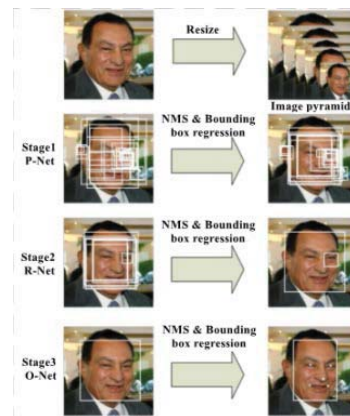 Resize
Image pyramid
NMS & Bounding
box regression
Stage1
P-Net
NMS & Bounding
box regression
Stage2
R-Net
NMS & Bounding
box regression
Stage3
O-Net